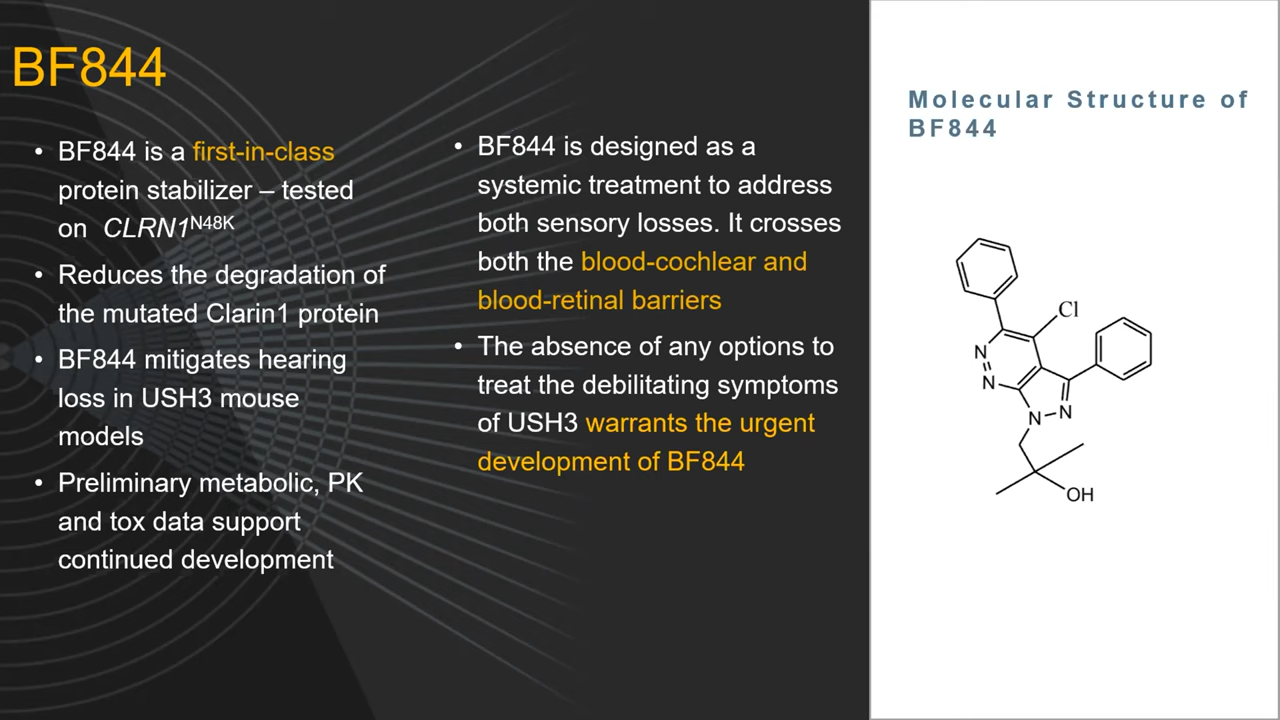 BF844
• BF844 is a first-in-class
protein stabilizer – tested
on CLRN1N48K
• Reduces the degradation of
the mutated Clarin1 protein
• BF844 mitigates hearing
loss in USH3 mouse
models
• Preliminary metabolic, PK
and tox data support
continued development
• BF844 is designed as a
systemic treatment to address
both sensory losses. It crosses
both the blood-cochlear and
blood-retinal barriers
• The absence of any options to
treat the debilitating symptoms
of USH3 warrants the urgent
development of BF844
Molecular Structure of
BF844
Cl
N
N
N
N
OH